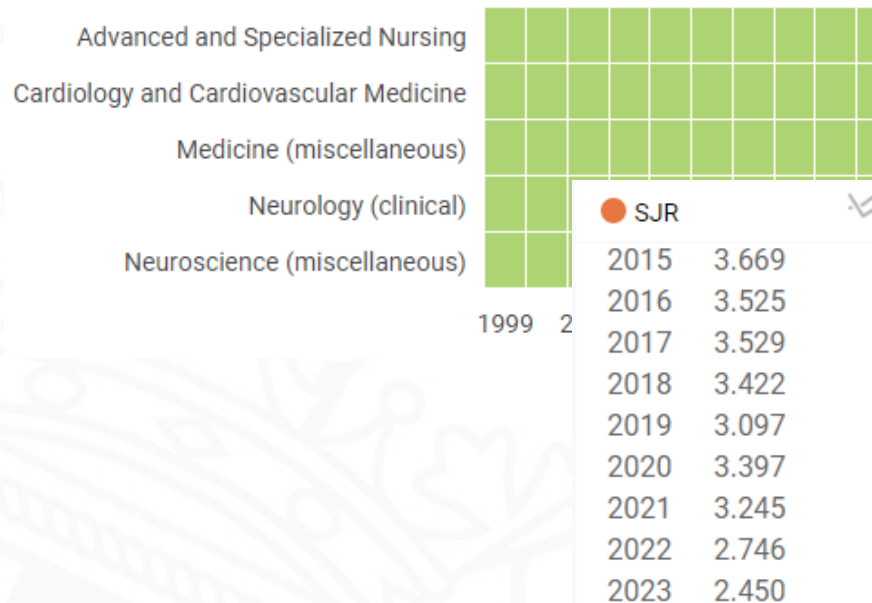 Advanced and Specialized Nursing
Cardiology and Cardiovascular Medicine
Medicine (miscellaneous)
Neurology (clinical)
Neuroscience (miscellaneous)
1999 2
SJR
2015 3.669
2016 3.525
2017 3.529
2018 3.422
2019 3.097
2020 3.397
2021 3.245
2022 2.746
2023 2.450